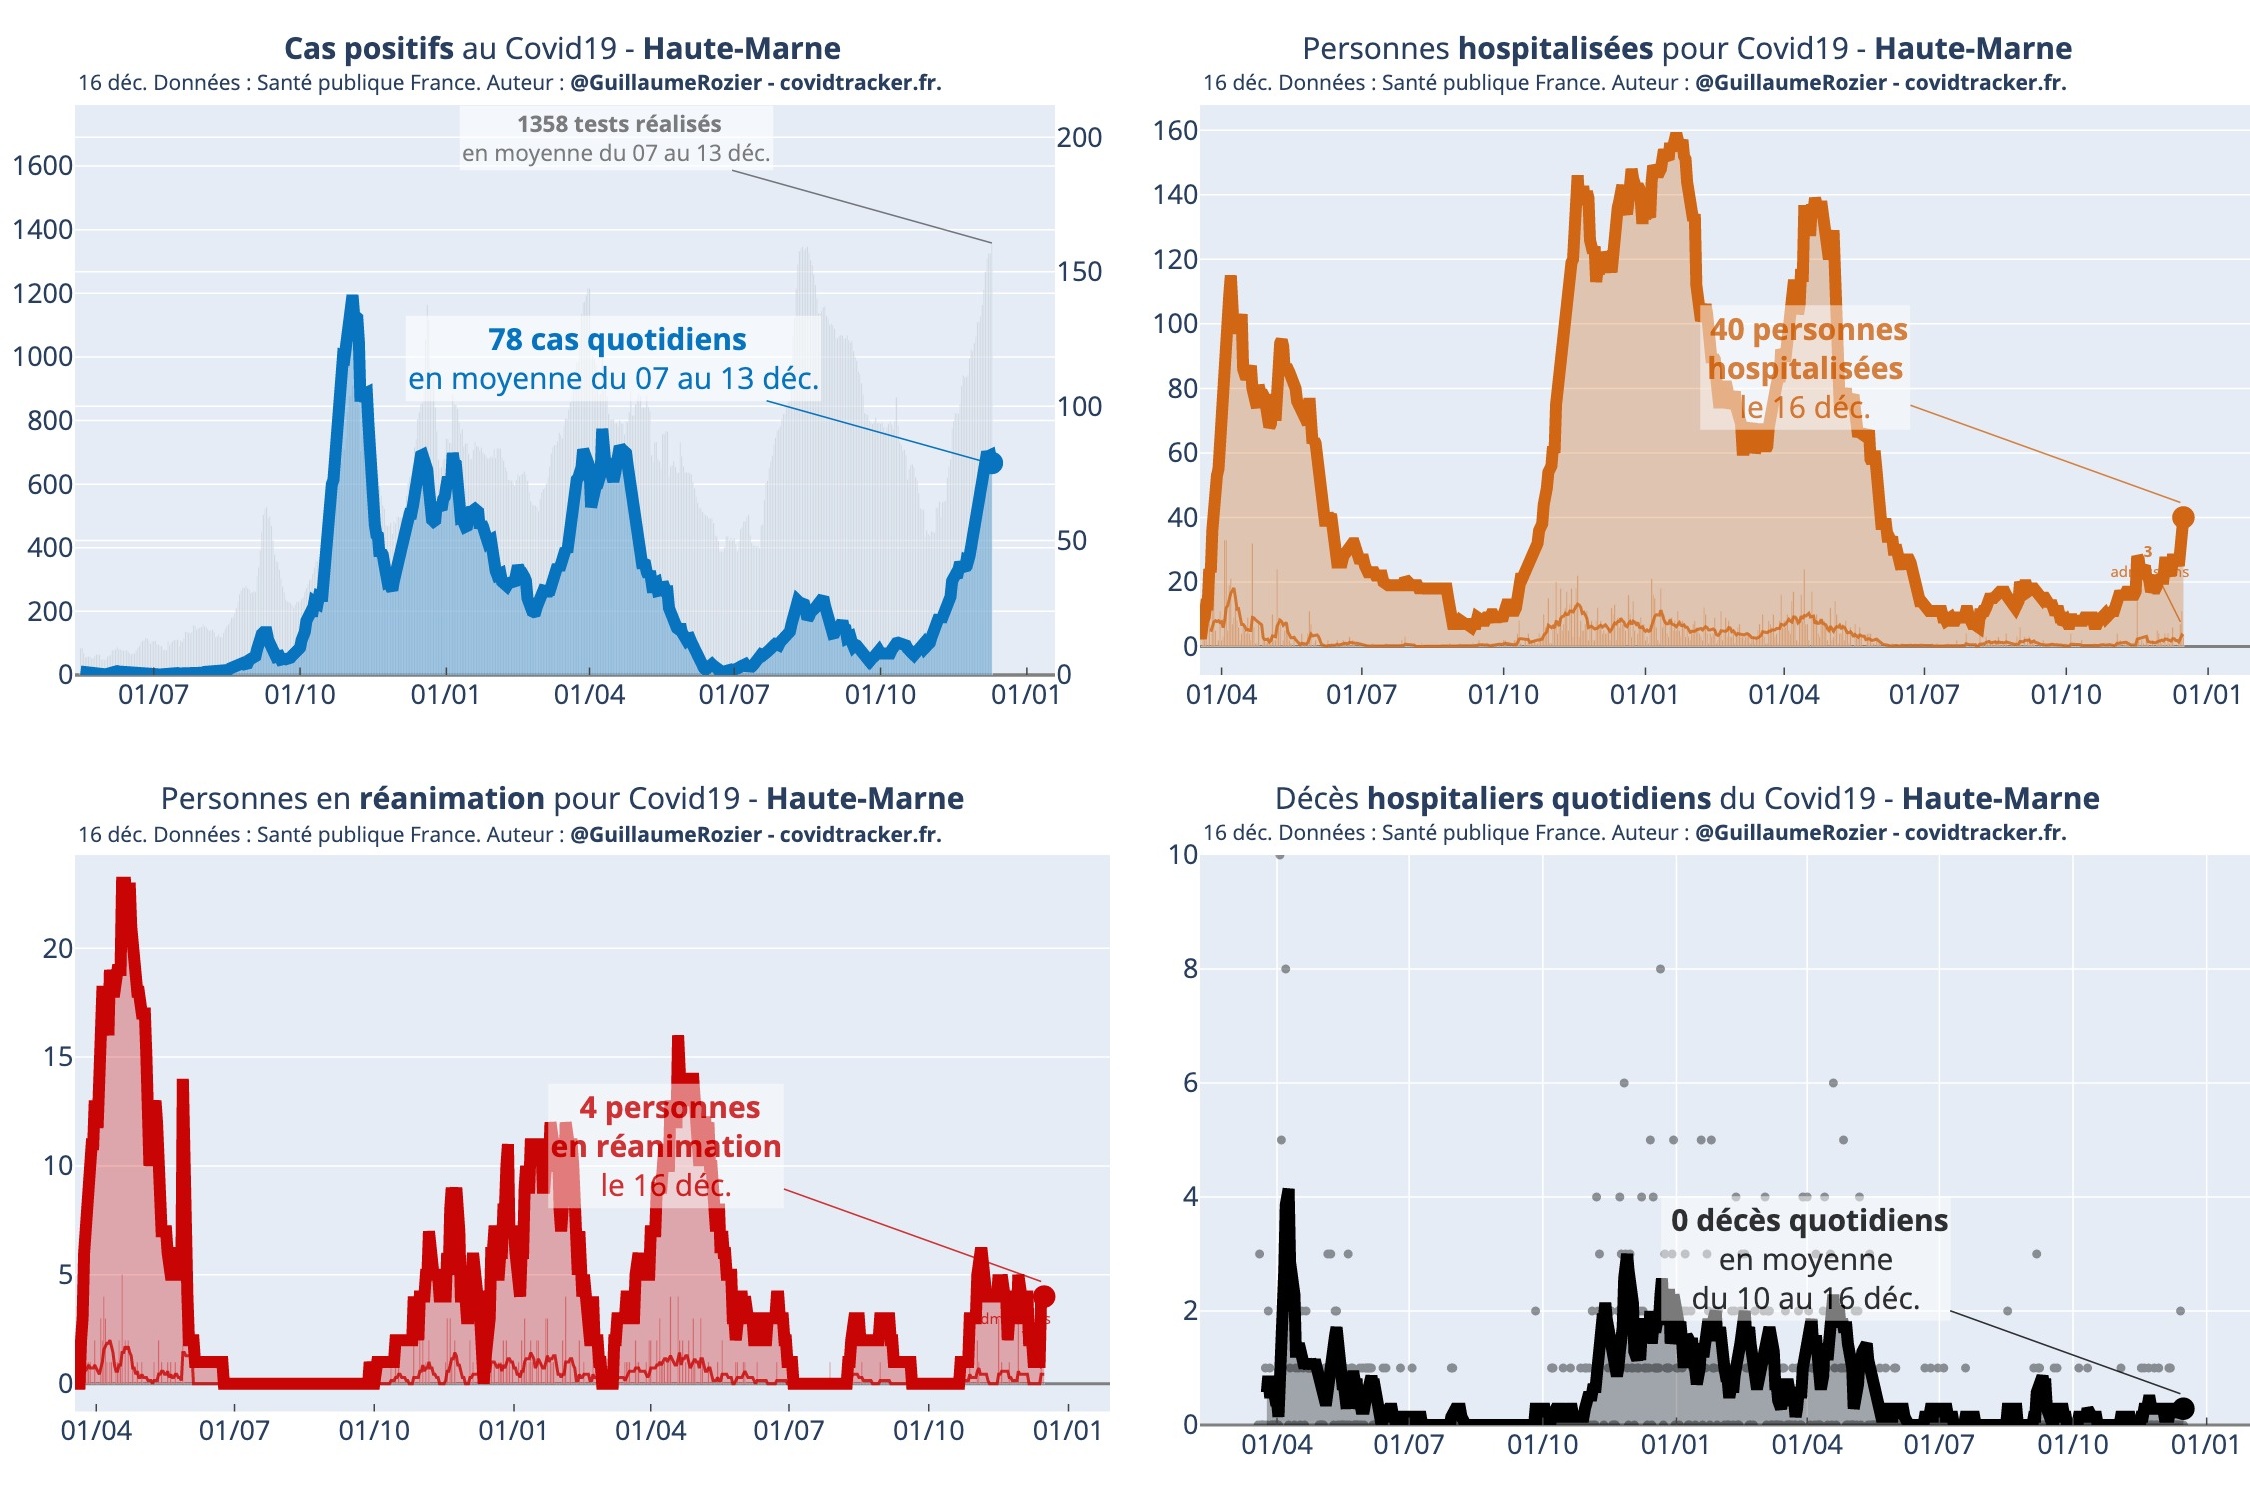 Cas positifs au Covid19 - Haute-Marne
16 déc. Données : Santé publique France. Auteur : @GuillaumeRozier - covidtracker.fr.
1358 tests réalisés
en moyenne du 07 au 13 déc.
78 cas quotidiens
en moyenne du 07 au 13 déc.
1600
1400
1200
1000
800
600
400
200
0
200
150
100
50
0
01/07 01/10 01/01 01/04 01/07 01/10 01/01
Personnes hospitalisées pour Covid19 - Haute-Marne
16 déc. Données : Santé publique France. Auteur : @GuillaumeRozier - covidtracker.fr.
160
140
120
100
80
60
40
20
0
40 personnes
hospitalisées
le 16 déc.
3
01/04 01/07 01/10 01/01 01/04 01/07 01/10 01/01
Personnes en réanimation pour Covid19 - Haute-Marne
16 déc. Données : Santé publique France. Auteur : @GuillaumeRozier - covidtracker.fr.
20
15
10
5
0
4 personnes
en réanimation
le 16 déc.
01/04 01/07 01/10 01/01 01/04 01/07 01/10 01/01
Décès hospitaliers quotidiens du Covid19 - Haute-Marne
16 déc. Données : Santé publique France. Auteur : @GuillaumeRozier - covidtracker.fr.
10
8
6
4
2
0
0 décès quotidiens
en moyenne
du 10 au 16 déc.
01/04 01/07 01/10 01/01 01/04 01/07 01/10 01/01